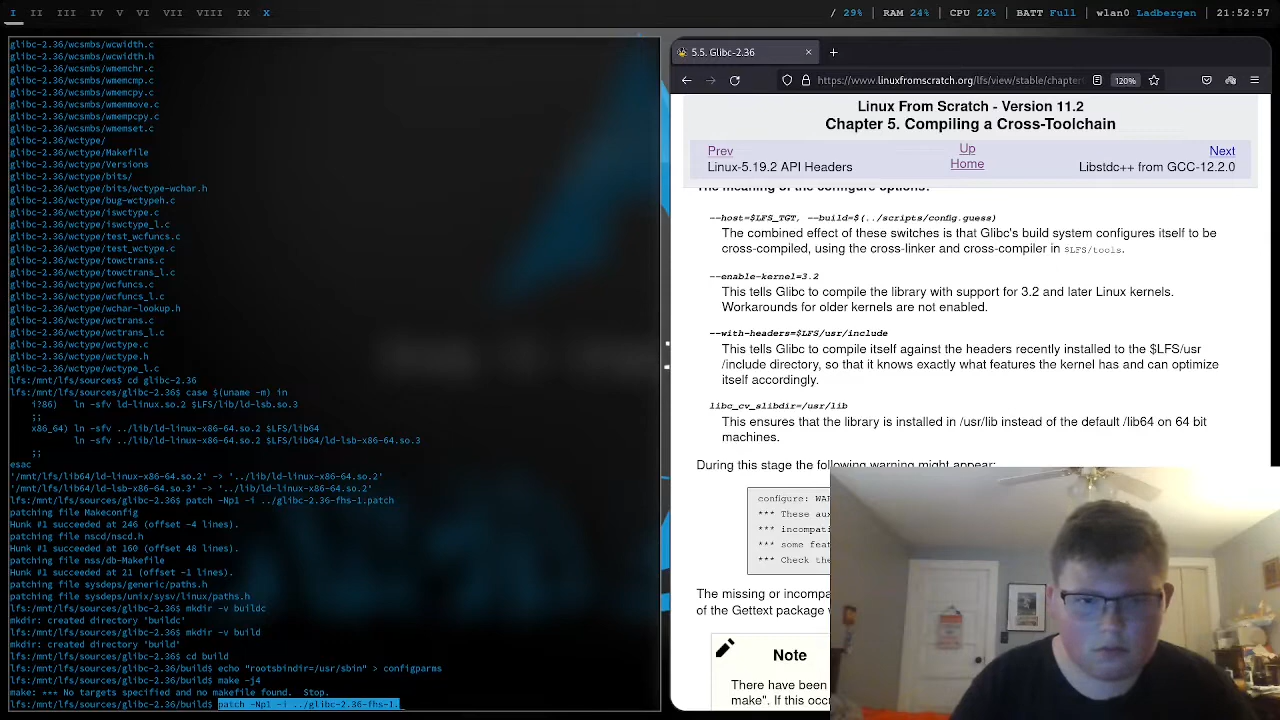 I II III IV V VI VII VIII IX X
/ 29% | RAM 24% | CPU 22% | BATT Full | wlan0 Ladbergen | 21:52:57
glibc-2.36/wcsmbs/wcwidth.c
glibc-2.36/wcsmbs/wcwidth.h
glibc-2.36/wcsmbs/wmemchr.c
glibc-2.36/wcsmbs/wmemcmp.c
glibc-2.36/wcsmbs/wmemcpy.c
glibc-2.36/wcsmbs/wmemmove.c
glibc-2.36/wcsmbs/wmempcpy.c
glibc-2.36/wcsmbs/wmemset.c
glibc-2.36/wctype/
glibc-2.36/wctype/Makefile
glibc-2.36/wctype/Versions
glibc-2.36/wctype/bits/
glibc-2.36/wctype/bits/wctype-wchar.h
glibc-2.36/wctype/bug-wctypeh.c
glibc-2.36/wctype/iswctype.c
glibc-2.36/wctype/iswctype_l.c
glibc-2.36/wctype/test_wcfuncs.c
glibc-2.36/wctype/test_wctype.c
glibc-2.36/wctype/towctrans.c
glibc-2.36/wctype/towctrans_l.c
glibc-2.36/wctype/wcfuncs.c
glibc-2.36/wctype/wcfuncs_l.c
glibc-2.36/wctype/wchar-lookup.h
glibc-2.36/wctype/wctrans.c
glibc-2.36/wctype/wctrans_l.c
glibc-2.36/wctype/wctype.c
glibc-2.36/wctype/wctype.h
glibc-2.36/wctype/wctype_l.c
lfs:/mnt/lfs/sources$ cd glibc-2.36
lfs:/mnt/lfs/sources/glibc-2.36$ case $(uname -m) in
i?86) ln -sfv ld-linux.so.2 $LFS/lib/ld-lsb.so.3
;;
x86_64) ln -sfv ../lib/ld-linux-x86-64.so.2 $LFS/lib64
ln -sfv ../lib/ld-linux-x86-64.so.2 $LFS/lib64/ld-lsb-x86-64.so.3
;;
esac
'/mnt/lfs/lib64/ld-linux-x86-64.so.2' -> '../lib/ld-linux-x86-64.so.2'
'/mnt/lfs/lib64/ld-lsb-x86-64.so.3' -> '../lib/ld-linux-x86-64.so.2'
lfs:/mnt/lfs/sources/glibc-2.36$ patch -Np1 -i ../glibc-2.36-fhs-1.patch
patching file Makeconfig
Hunk #1 succeeded at 246 (offset -4 lines).
patching file nscd/nscd.h
Hunk #1 succeeded at 160 (offset 48 lines).
patching file nss/db-Makefile
Hunk #1 succeeded at 21 (offset -1 lines).
patching file sysdeps/generic/paths.h
patching file sysdeps/unix/sysv/linux/paths.h
lfs:/mnt/lfs/sources/glibc-2.36$ mkdir -v buildc
mkdir: created directory 'buildc'
lfs:/mnt/lfs/sources/glibc-2.36$ mkdir -v build
mkdir: created directory 'build'
lfs:/mnt/lfs/sources/glibc-2.36$ cd build
lfs:/mnt/lfs/sources/glibc-2.36/build$ echo "rootsbindir=/usr/sbin" > configparms
lfs:/mnt/lfs/sources/glibc-2.36/build$ make -j4
make: *** No targets specified and no makefile found. Stop.
lfs:/mnt/lfs/sources/glibc-2.36/build$ patch -Np1 -i ../glibc-2.36-fhs-1.
5.5. Glibc-2.36
https://www.linuxfromscratch.org/lfs/view/stable/chapter
120%
Linux From Scratch - Version 11.2
Chapter 5. Compiling a Cross-Toolchain
Prev Up Next
Linux-5.19.2 API Headers Home Libstdc++ from GCC-12.2.0
The meaning of the configure options:
--host=$LFS_TGT, --build=$(../scripts/config.guess)
The combined effect of these switches is that Glibc's build system configures itself to be
cross-compiled, using the cross-linker and cross-compiler in $LFS/tools.
--enable-kernel=3.2
This tells Glibc to compile the library with support for 3.2 and later Linux kernels.
Workarounds for older kernels are not enabled.
--with-headers=$LFS/usr/include
This tells Glibc to compile itself against the headers recently installed to the $LFS/usr
/include directory, so that it knows exactly what features the kernel has and can optimize
itself accordingly.
libc_cv_slibdir=/usr/lib
This ensures that the library is installed in /usr/lib instead of the default /lib64 on 64 bit
machines.
During this stage the following warning might appear:
configure: WA
*** These au
*** incompat
*** some fea
*** Check th
The missing or incompa
of the Gettext package
Note
There have been
make". If this occ